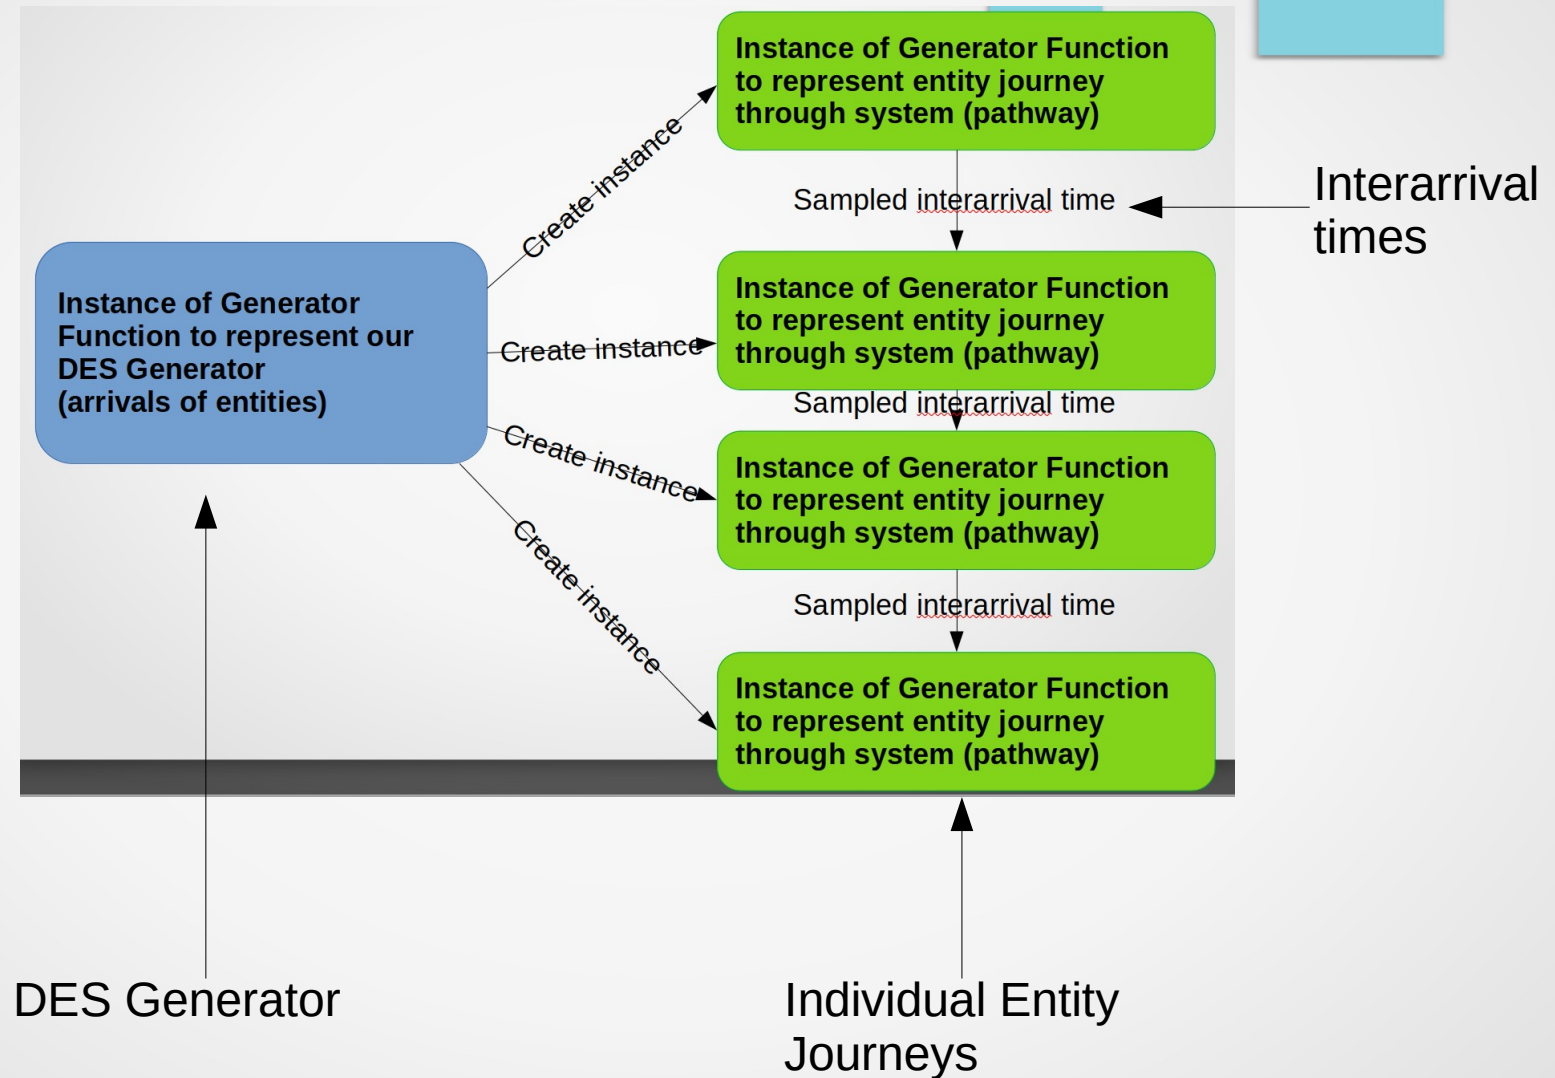 Instance of Generator Function
to represent entity journey
through system (pathway)
Create instance
Sampled interarrival time
Interarrival
times
Instance of Generator
Function to represent our
DES Generator
(arrivals of entities)
Create instance
Instance of Generator Function
to represent entity journey
through system (pathway)
Sampled interarrival time
Create instance
Instance of Generator Function
to represent entity journey
through system (pathway)
Create instance
Sampled interarrival time
Instance of Generator Function
to represent entity journey
through system (pathway)
DES Generator
Individual Entity
Journeys